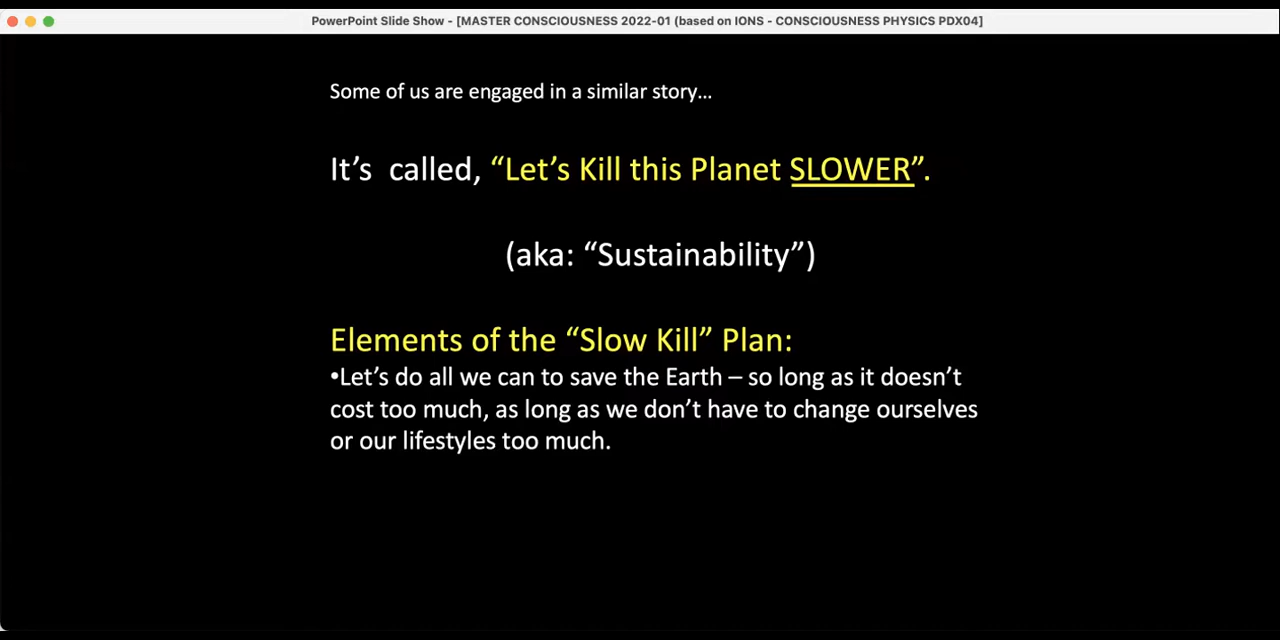 PowerPoint Slide Show - [MASTER CONSCIOUSNESS 2022-01 (based on IONS - CONSCIOUSNESS PHYSICS PDX04]
Some of us are engaged in a similar story…
It’s  called, “Let’s Kill this Planet SLOWER”.
(aka: “Sustainability”)
Elements of the “Slow Kill” Plan:
•Let’s do all we can to save the Earth – so long as it doesn’t
cost too much, as long as we don’t have to change ourselves
or our lifestyles too much.